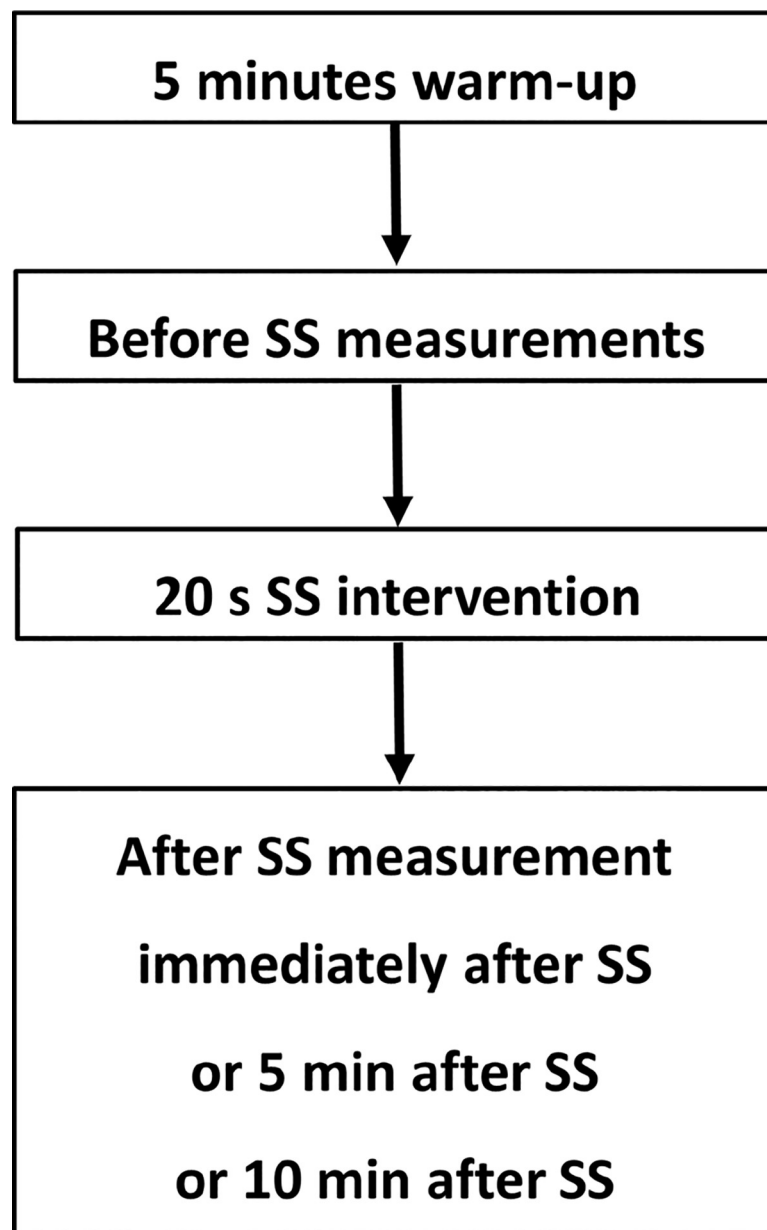 5 minutes warm-up
Before SS measurements
20 s SS intervention
After SS measurement
immediately after SS
or 5 min after SS
or 10 min after SS